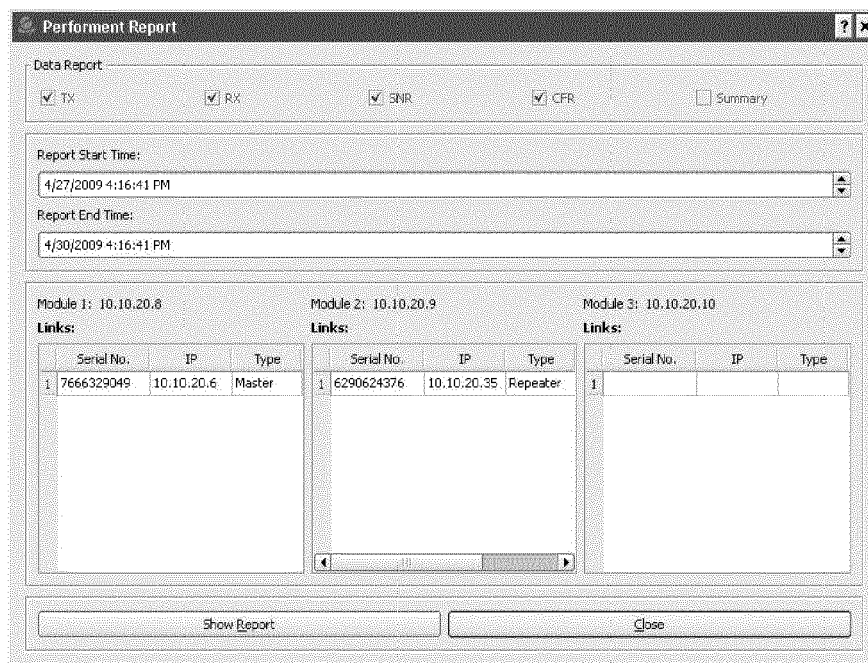 Performent Report
Data Report
TX RX SNR CFR Summary
Report Start Time:
4/27/2009 4:16:41 PM
Report End Time:
4/30/2009 4:16:41 PM
Module 1: 10.10.20.8 Module 2: 10.10.20.9 Module 3: 10.10.20.10
Links: Links: Links:
Serial No. IP Type Serial No. IP Type Serial No. IP Type
1 7666329049 10.10.20.6 Master 1 6290624376 10.10.20.35 Repeater 1
Show Report Close